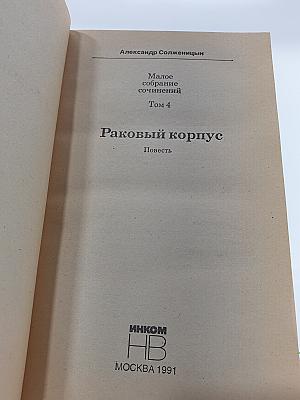 Александр Солженицын
Малое
собрание
сочинений
Том 4
Раковый корпус
Повесть
ИНКОМ
НВ
МОСКВА 1991